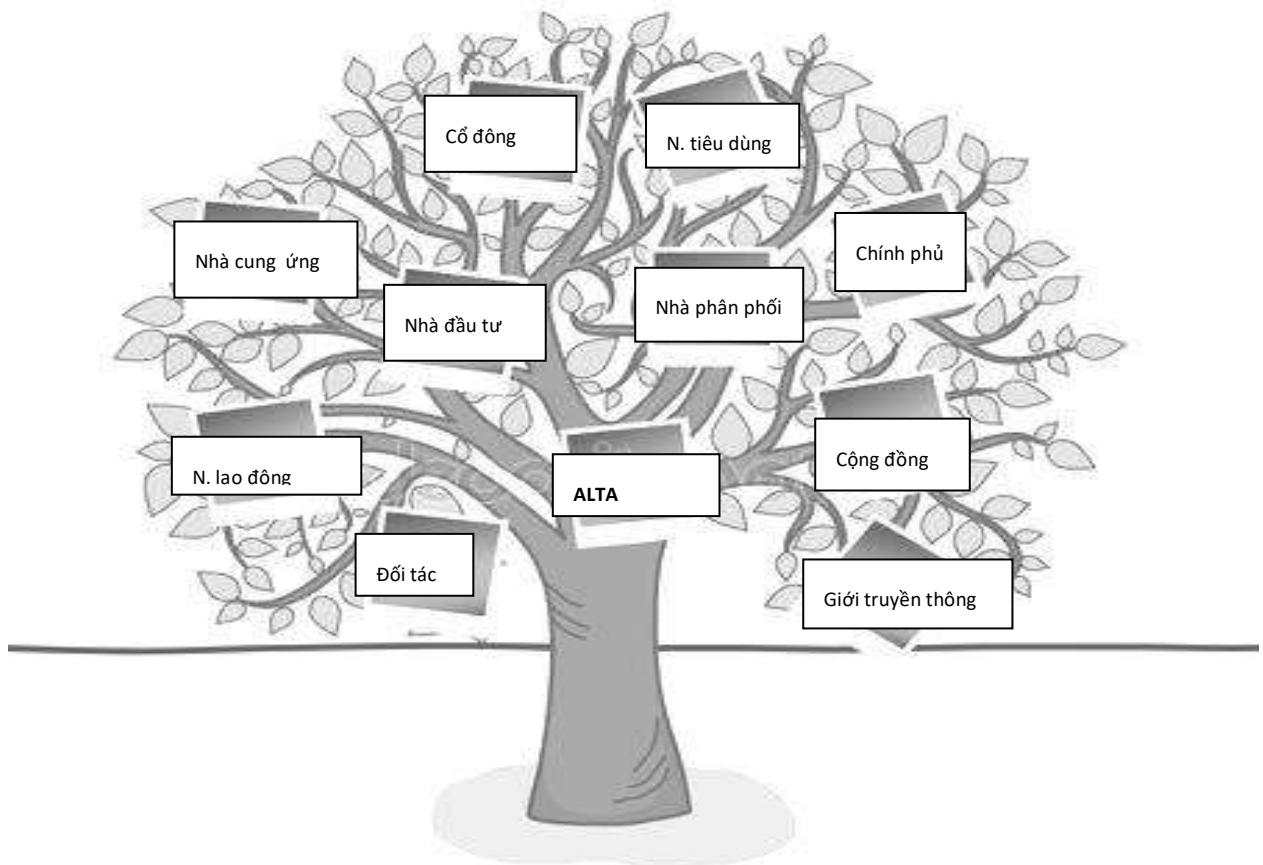 Cổ đông
N. tiêu dùng
Nhà cung ứng
Chính phủ
Nhà đầu tư
Nhà phân phối
N. lao động
Cộng đồng
ALTA
Đối tác
Giới truyền thông